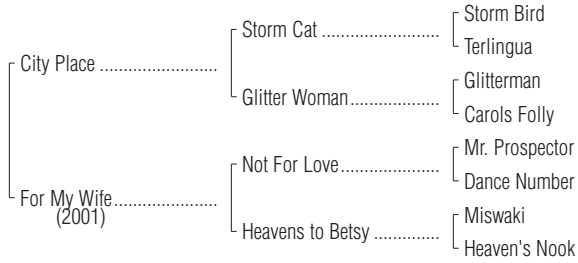 Storm Bird
Storm Cat ........................
Terlingua
City Place ........................
Glitterman
Glitter Woman..................
Carols Folly
Mr. Prospector
Not For Love....................
Dance Number
For My Wife.....................
(2001)
Miswaki
Heavens to Betsy .............
Heaven's Nook